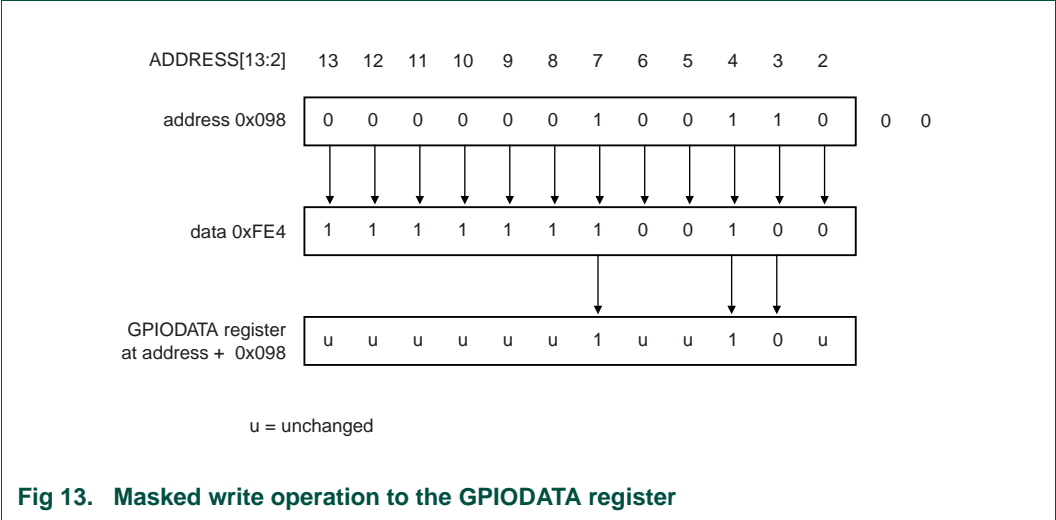 ADDRESS[13:2] 13 12 11 10 9 8 7 6 5 4 3 2
address 0x098 0 0 0 0 0 0 1 0 0 1 1 0 0 0
data 0xFE4 1 1 1 1 1 1 1 0 0 1 0 0
GPIODATA register
at address + 0x098 u u u u u u 1 u u 1 0 u
u = unchanged
Fig 13. Masked write operation to the GPIODATA register